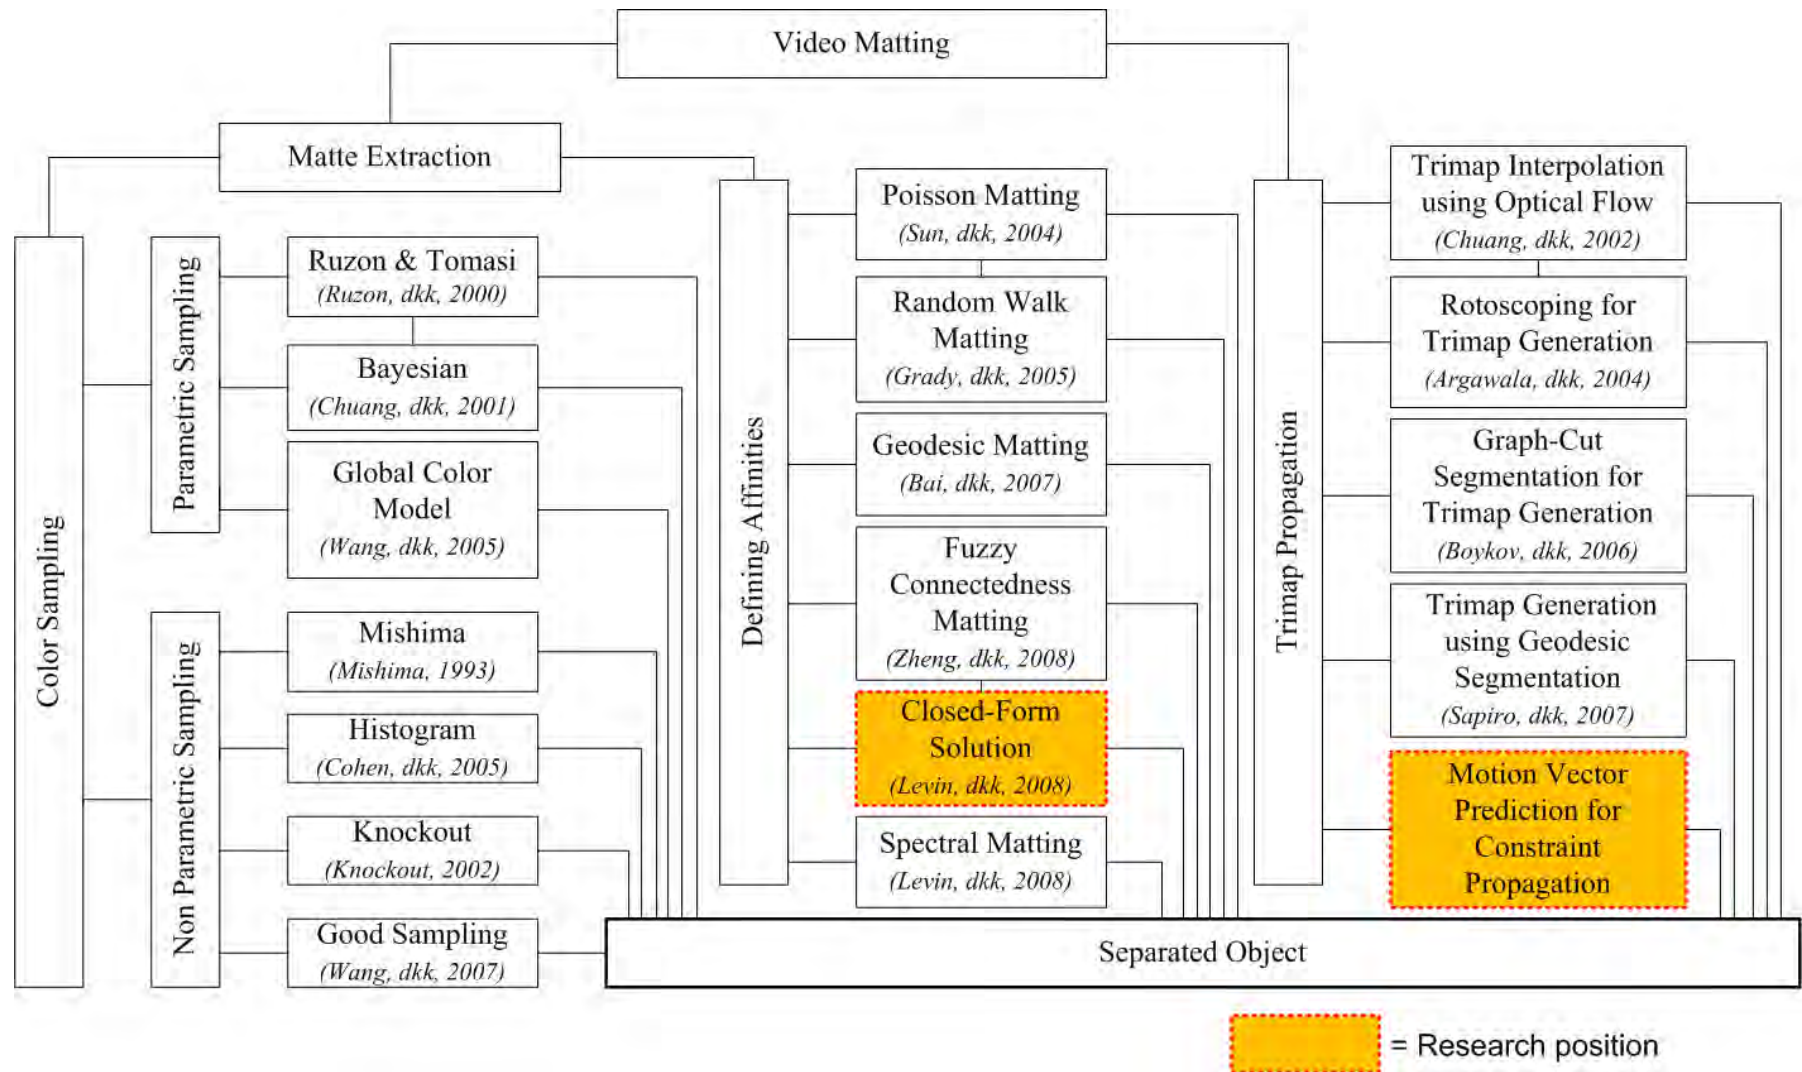 Video Matting
Matte Extraction
Color Sampling
Parametric Sampling
Ruzon & Tomasi
(Ruzon, dkk, 2000)
Bayesian
(Chuang, dkk, 2001)
Global Color
Model
(Wang, dkk, 2005)
Non Parametric Sampling
Mishima
(Mishima, 1993)
Histogram
(Cohen, dkk, 2005)
Knockout
(Knockout, 2002)
Good Sampling
(Wang, dkk, 2007)
Defining Affinities
Poisson Matting
(Sun, dkk, 2004)
Random Walk
Matting
(Grady, dkk, 2005)
Geodesic Matting
(Bai, dkk, 2007)
Fuzzy
Connectedness
Matting
(Zheng, dkk, 2008)
Closed-Form
Solution
(Levin, dkk, 2008)
Spectral Matting
(Levin, dkk, 2008)
Trimap Propagation
Trimap Interpolation
using Optical Flow
(Chuang, dkk, 2002)
Rotoscoping for
Trimap Generation
(Argawala, dkk, 2004)
Graph-Cut
Segmentation for
Trimap Generation
(Boykov, dkk, 2006)
Trimap Generation
using Geodesic
Segmentation
(Sapiro, dkk, 2007)
Motion Vector
Prediction for
Constraint
Propagation
Separated Object
= Research position